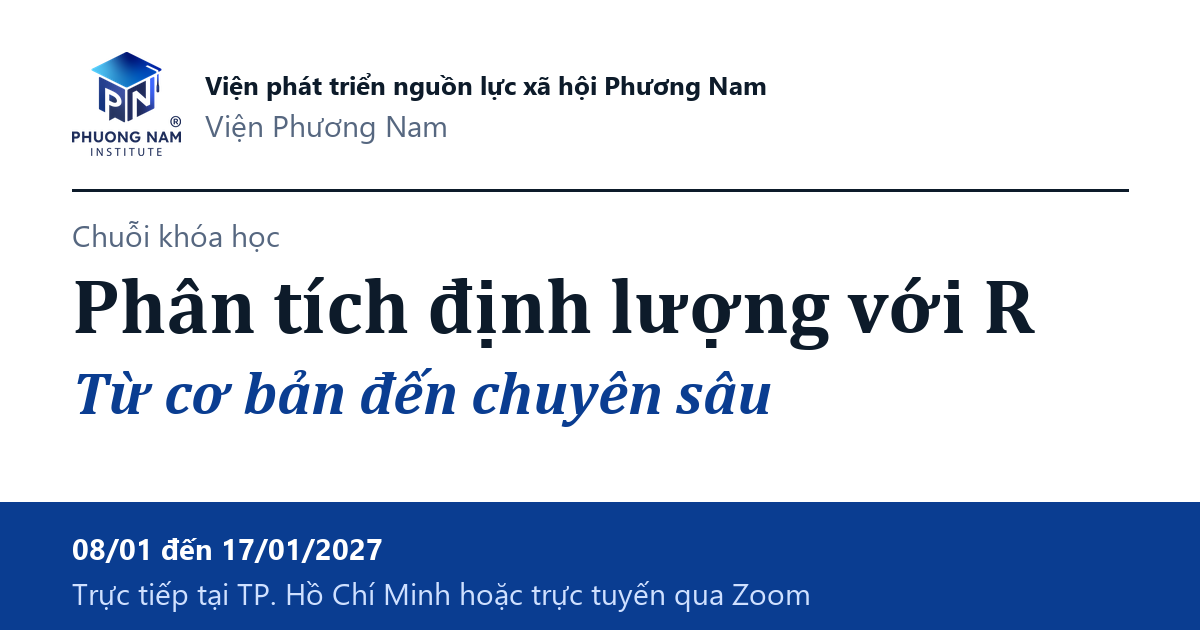 PN
PHUONG NAM®
INSTITUTE
Viện phát triển nguồn lực xã hội Phương Nam
Viện Phương Nam
Chuỗi khóa học
Phân tích định lượng với R
Từ cơ bản đến chuyên sâu
08/01 đến 17/01/2027
Trực tiếp tại TP. Hồ Chí Minh hoặc trực tuyến qua Zoom